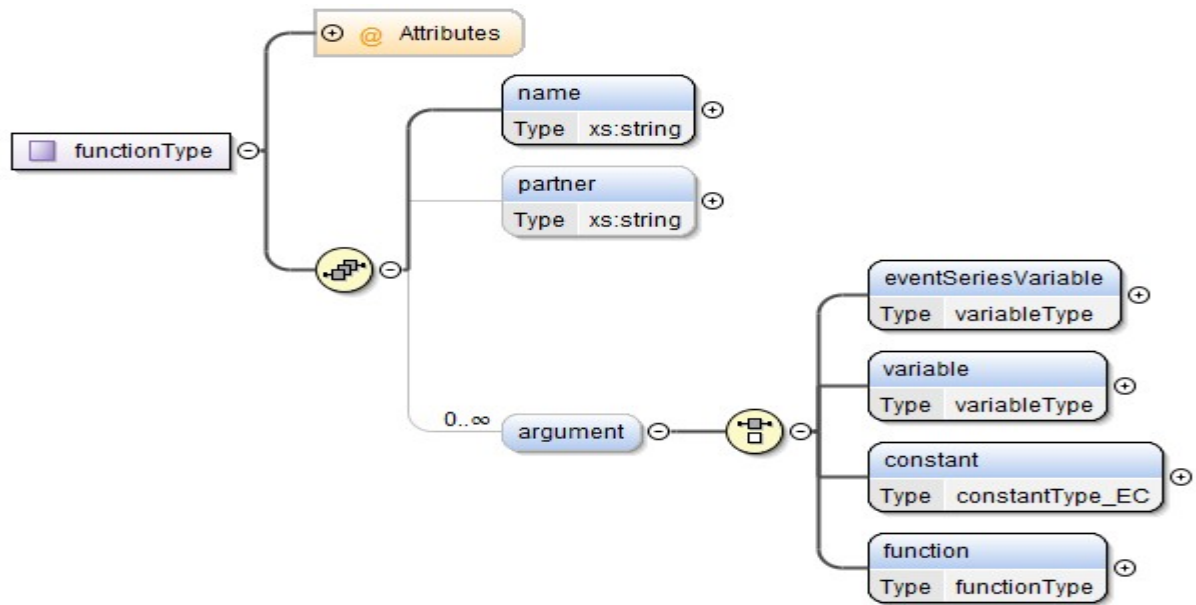 @ Attributes
functionType
name
Type xs:string
partner
Type xs:string
0..∞
argument
eventSeriesVariable
Type variableType
variable
Type variableType
constant
Type constantType_EC
function
Type functionType